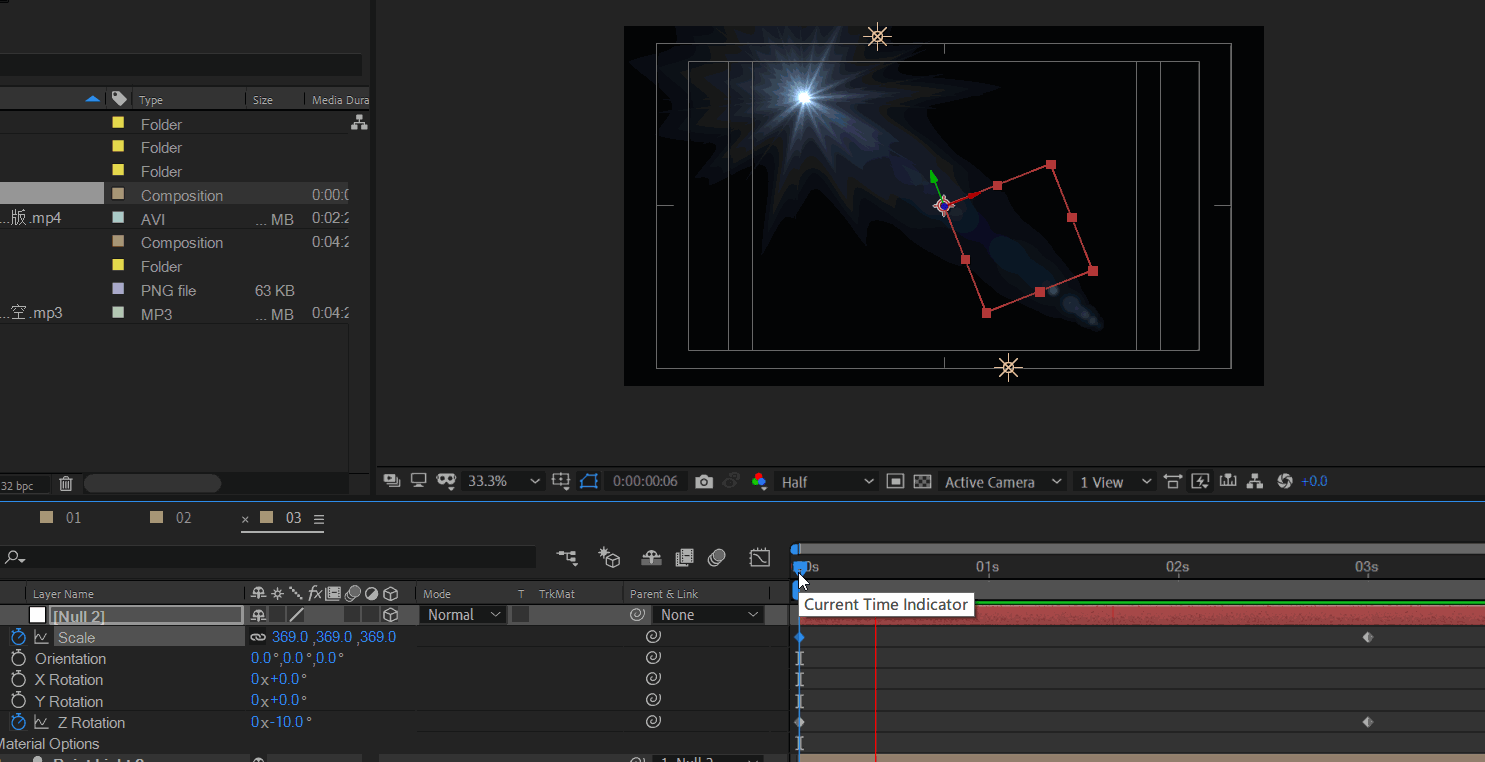 Type Size Media Dura
Folder
Folder
Folder
Composition 0:00:0
...版.mp4 AVI ... MB 0:02:2
Composition 0:04:2
Folder
PNG file 63 KB
...空.mp3 MP3 ... MB 0:04:2
32 bpc
33.3% 0:00:00:06 Half Active Camera 1 View +0.0
01 02 × 03
01s 02s 03s
Current Time Indicator
Layer Name fx Mode T TrkMat Parent & Link
[Null 2] Normal None
Scale 369.0,369.0,369.0
Orientation 0.0°,0.0°,0.0°
X Rotation 0x+0.0°
Y Rotation 0x+0.0°
Z Rotation 0x-10.0°
Material Options